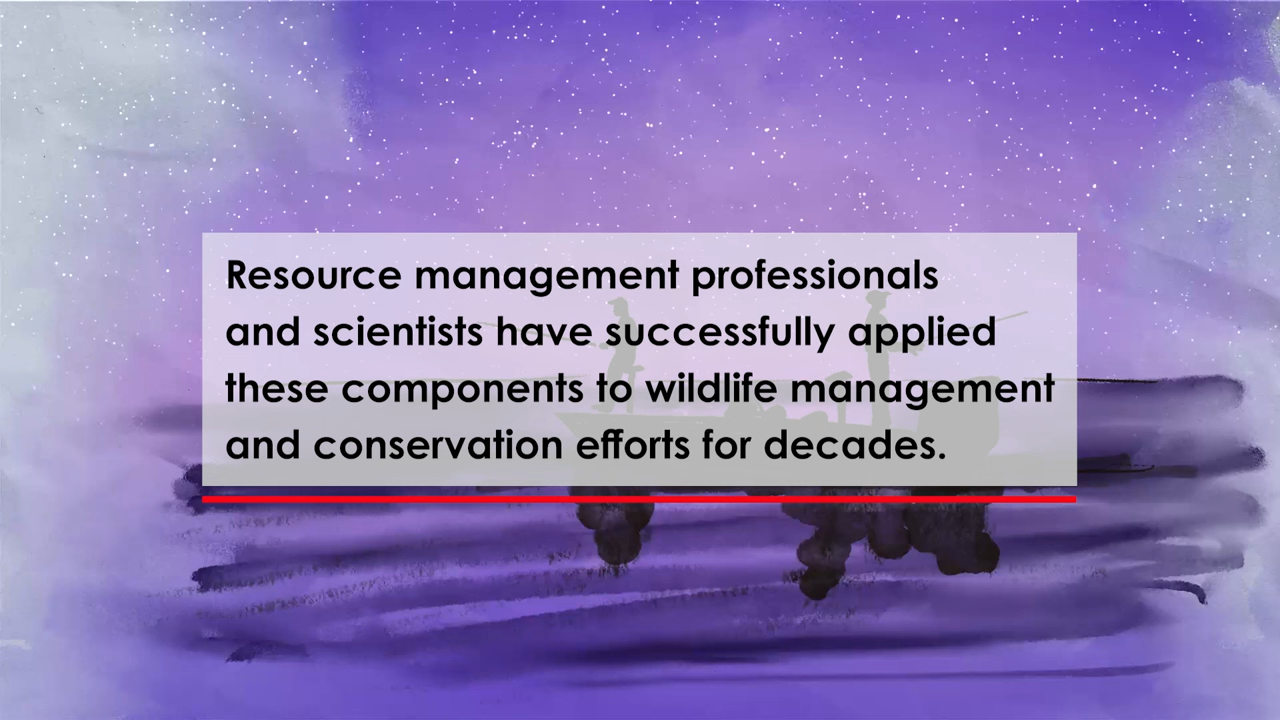 Resource management professionals
and scientists have successfully applied
these components to wildlife management
and conservation efforts for decades.